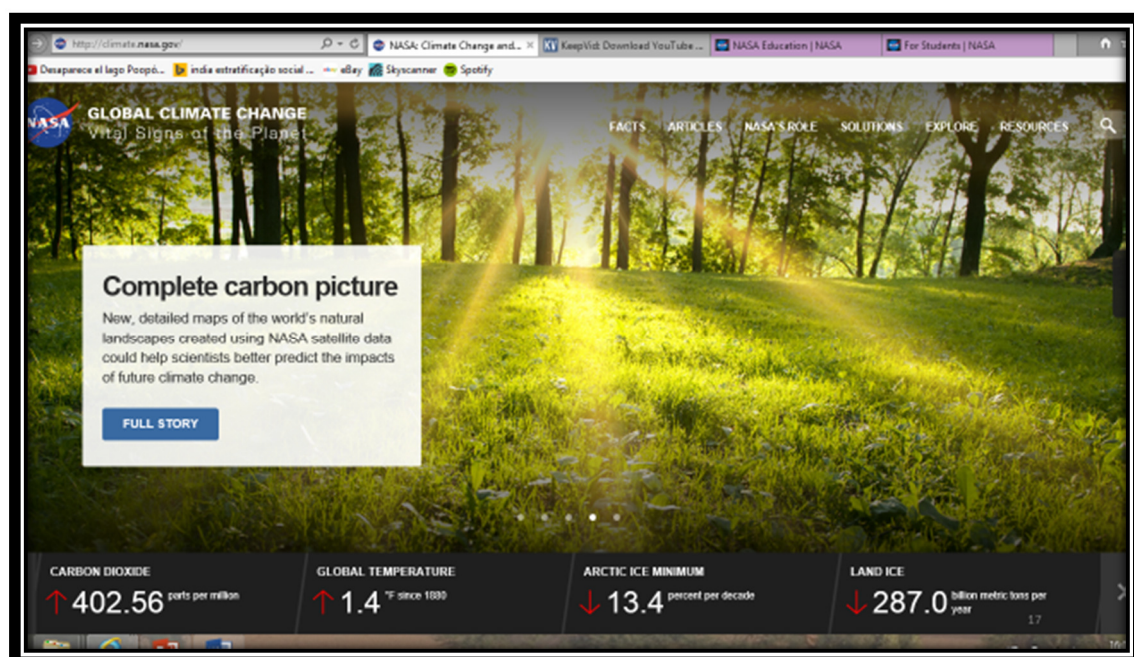 http://climate.nasa.gov/
NASA: Climate Change and... ×
KV KeepVid: Download YouTube ...
NASA Education | NASA
For Students | NASA
Desaparece el lago Poopó...
india estratificação social ...
eBay
Skyscanner
Spotify
NASA
GLOBAL CLIMATE CHANGE
Vital Signs of the Planet
FACTS ARTICLES NASA'S ROLE SOLUTIONS EXPLORE RESOURCES
Complete carbon picture
New, detailed maps of the world's natural
landscapes created using NASA satellite data
could help scientists better predict the impacts
of future climate change.
FULL STORY
CARBON DIOXIDE
↑ 402.56 parts per million
GLOBAL TEMPERATURE
↑ 1.4 °F since 1880
ARCTIC ICE MINIMUM
↓ 13.4 percent per decade
LAND ICE
↓ 287.0 billion metric tons per
year
17